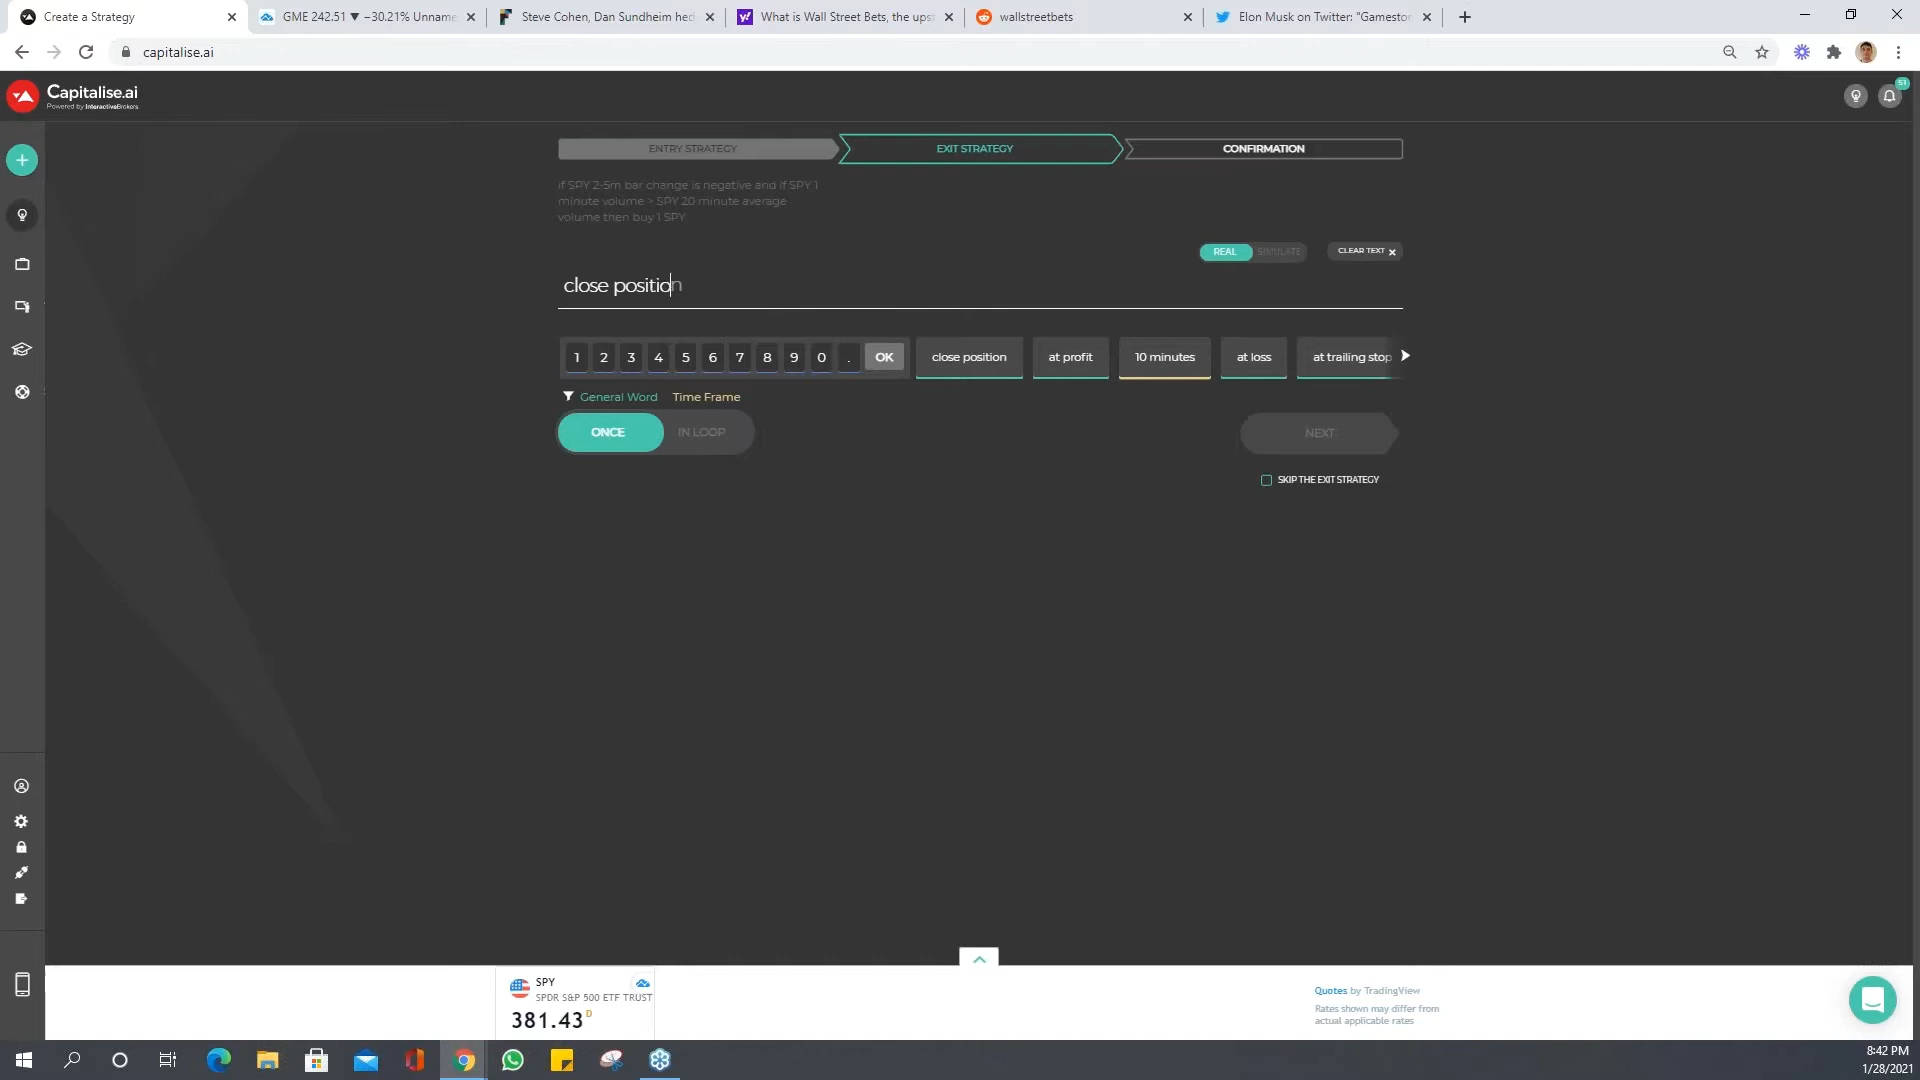 Create a Strategy
GME 242.51 ▼ −30.21% Unname
Steve Cohen, Dan Sundheim hed
What is Wall Street Bets, the upst
wallstreetbets
Elon Musk on Twitter: "Gamestor
capitalise.ai
Capitalise.ai
Powered by InteractiveBrokers
51
ENTRY STRATEGY
EXIT STRATEGY
CONFIRMATION
if SPY 2-5m bar change is negative and if SPY 1
minute volume > SPY 20 minute average
volume then buy 1 SPY
REAL
SIMULATE
CLEAR TEXT ×
close position
1 2 3 4 5 6 7 8 9 0 . OK
close position
at profit
10 minutes
at loss
at trailing stop
General Word
Time Frame
ONCE
IN LOOP
NEXT
SKIP THE EXIT STRATEGY
SPY
SPDR S&P 500 ETF TRUST
381.43 D
Quotes by TradingView
Rates shown may differ from
actual applicable rates
8:42 PM
1/28/2021